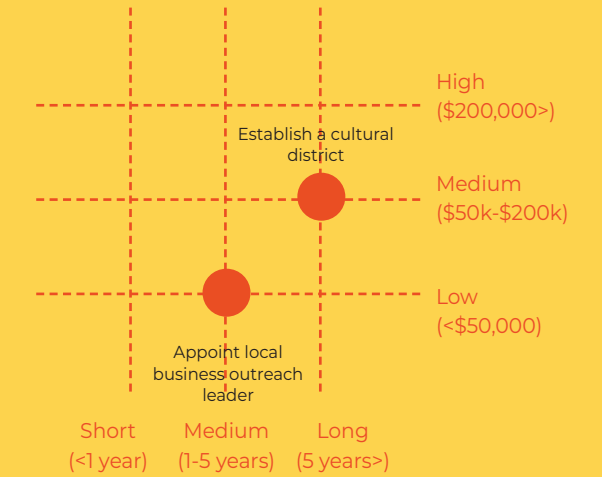 High
($200,000>)
Establish a cultural
district
Medium
($50k-$200k)
Low
(<$50,000)
Appoint local
business outreach
leader
Short
(<1 year)
Medium
(1-5 years)
Long
(5 years>)